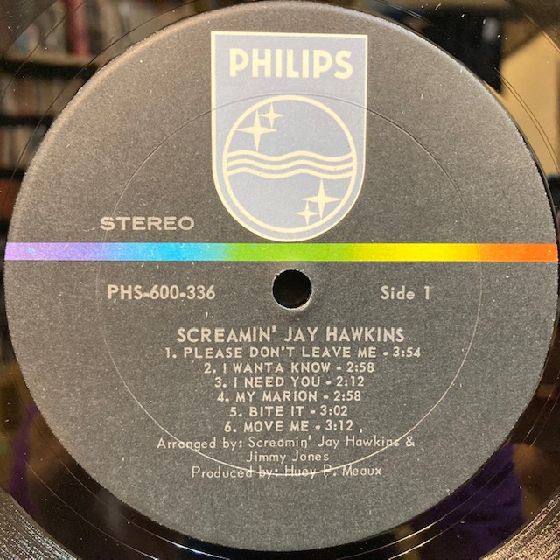 PHILIPS
STEREO
PHS-600-336 Side 1
SCREAMIN' JAY HAWKINS
1. PLEASE DON'T LEAVE ME - 3:54
2. I WANTA KNOW - 2:58
3. I NEED YOU - 2:12
4. MY MARION - 2:58
5. BITE IT - 3:02
6. MOVE ME - 3:12
Arranged by: Screamin' Jay Hawkins &
Jimmy Jones
Produced by: Huey P. Meaux